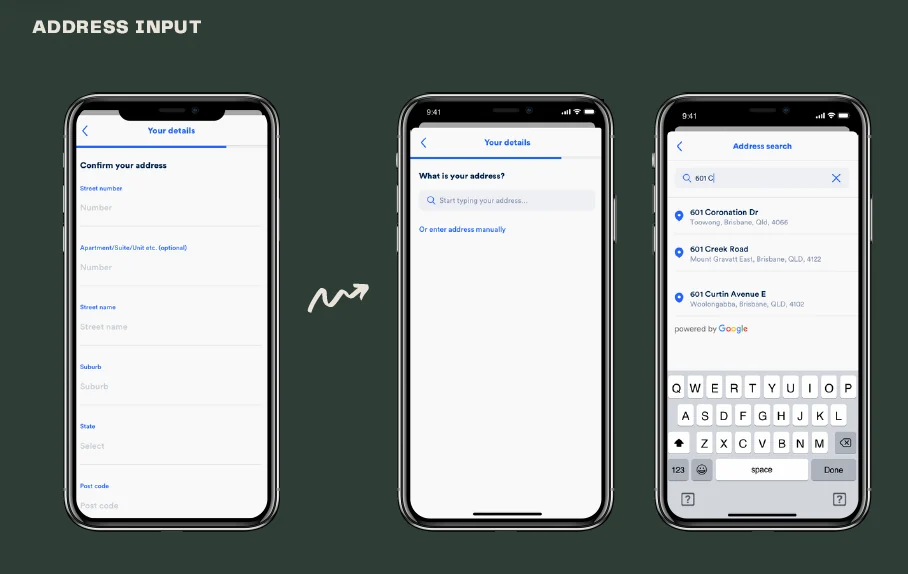 ADDRESS INPUT
Your details
Confirm your address
Street number
Number
Apartment/Suite/Unit etc. (optional)
Number
Street name
Street name
Suburb
Suburb
State
Select
Post code
Post code
9:41
Your details
What is your address?
Start typing your address...
Or enter address manually
9:41
Address search
601 C
601 Coronation Dr
Toowong, Brisbane, Qld, 4066
601 Creek Road
Mount Gravatt East, Brisbane, QLD, 4122
601 Curtin Avenue E
Woolongabba, Brisbane, QLD, 4102
powered by Google
Q W E R T Y U I O P
A S D F G H J K L
Z X C V B N M
123 space Done
? ?